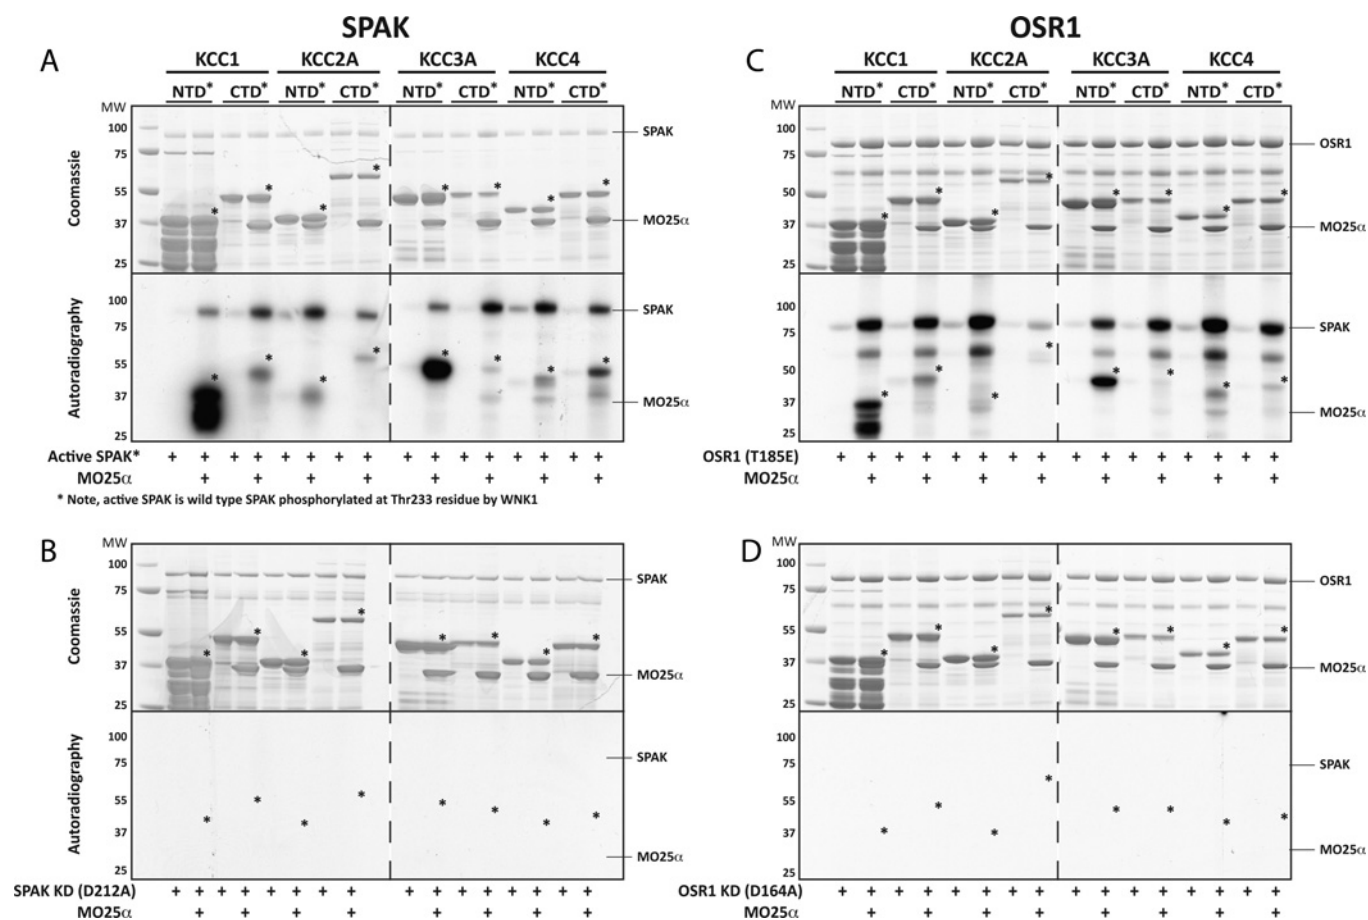 SPAK
A
KCC1 KCC2A KCC3A KCC4
NTD* CTD* NTD* CTD* NTD* CTD* NTD* CTD*
MW
Coomassie
100
75
55
37
25
SPAK
MO25α
* * * * * * * *
Autoradiography
100
75
55
37
25
SPAK
MO25α
* * * * * * * *
Active SPAK* + + + + + + + + + + + + + + + +
MO25α + + + + + + + +
* Note, active SPAK is wild type SPAK phosphorylated at Thr233 residue by WNK1
B
MW
Coomassie
100
75
55
37
25
SPAK
MO25α
* * * * * * * *
Autoradiography
100
75
55
37
25
SPAK
MO25α
* * * * * * * *
SPAK KD (D212A) + + + + + + + + + + + + + + + +
MO25α + + + + + + + +
OSR1
C
KCC1 KCC2A KCC3A KCC4
NTD* CTD* NTD* CTD* NTD* CTD* NTD* CTD*
MW
100
75
50
37
25
OSR1
MO25α
* * * * * * * *
100
75
50
37
25
SPAK
MO25α
* * * * * * * *
OSR1 (T185E) + + + + + + + + + + + + + + + +
MO25α + + + + + + + +
D
MW
100
75
55
37
25
OSR1
MO25α
* * * * * * * *
100
75
55
37
25
SPAK
MO25α
* * * * * * * *
OSR1 KD (D164A) + + + + + + + + + + + + + + + +
MO25α + + + + + + + +